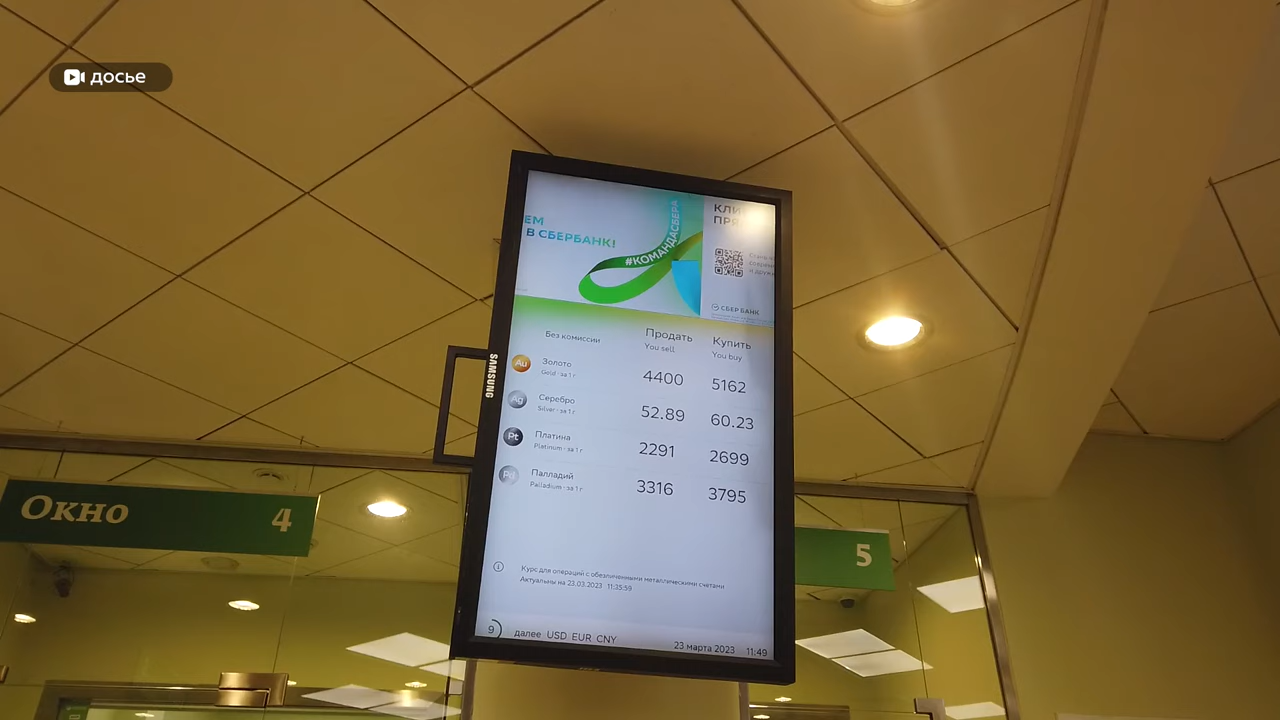 досье
ЕМ
В СБЕРБАНК!
#КОМАНДАСБЕРА
КЛИ
ПРЯ
СБЕР БАНК
Без комиссии
Продать
You sell
Купить
You buy
SAMSUNG
Au Золото 4400 5162
Gold · за 1 г
Ag Серебро 52.89 60.23
Silver · за 1 г
Pt Платина 2291 2699
Platinum · за 1 г
Pd Палладий 3316 3795
Palladium · за 1 г
Окно 4
5
Курс для операций с обезличенными металлическими счетами
Актуальны на 23.03.2023 11:35:59
9 далее USD EUR CNY
23 марта 2023 11:49